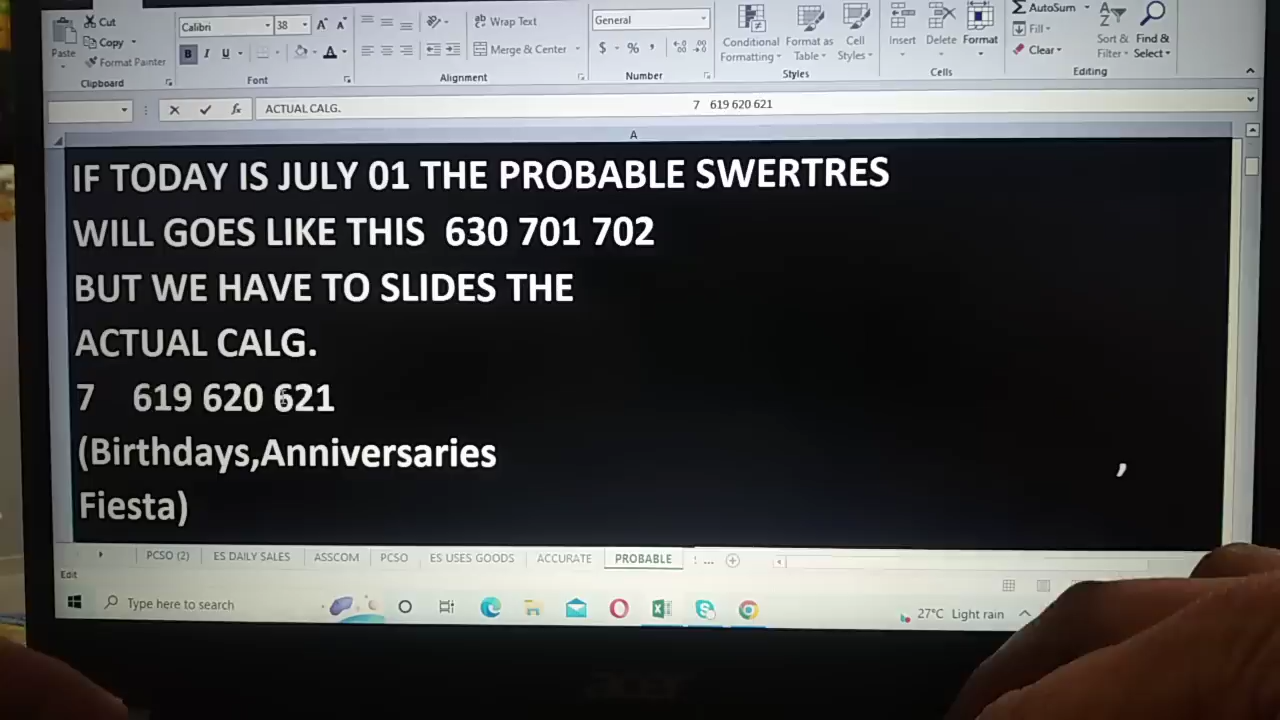 Cut
Calibri 38 A A
Wrap Text
General
AutoSum
Paste
Copy
Fill
Format Painter
B I U A
Merge & Center
$ % ,
Conditional Formatting
Format as Table
Cell Styles
Insert Delete Format
Clear
Sort & Filter
Find & Select
Clipboard Font Alignment Number Styles Cells Editing
fx ACTUAL CALG. 7 619 620 621
A
IF TODAY IS JULY 01 THE PROBABLE SWERTRES
WILL GOES LIKE THIS 630 701 702
BUT WE HAVE TO SLIDES THE
ACTUAL CALG.
7 619 620 621
(Birthdays,Anniversaries ,
Fiesta)
PCSO (2) ES DAILY SALES ASSCOM PCSO ES USES GOODS ACCURATE PROBABLE ...
Edit
Type here to search
27°C Light rain
acer